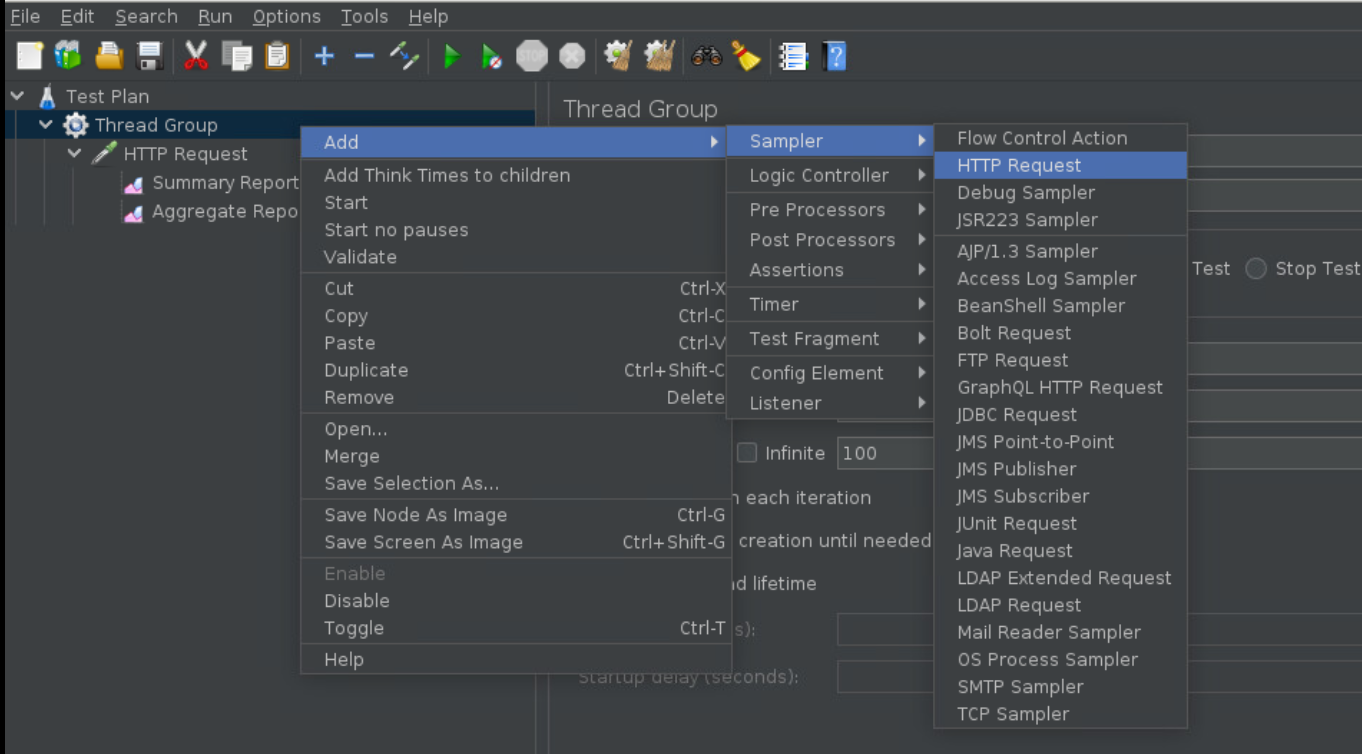 File Edit Search Run Options Tools Help
STOP
Test Plan
Thread Group
HTTP Request
Summary Report
Aggregate Repo
Thread Group
Add
Add Think Times to children
Start
Start no pauses
Validate
Cut Ctrl-X
Copy Ctrl-C
Paste Ctrl-V
Duplicate Ctrl+Shift-C
Remove Delete
Open...
Merge
Save Selection As...
Save Node As Image Ctrl-G
Save Screen As Image Ctrl+Shift-G
Enable
Disable
Toggle Ctrl-T
Help
Sampler
Logic Controller
Pre Processors
Post Processors
Assertions
Timer
Test Fragment
Config Element
Listener
Flow Control Action
HTTP Request
Debug Sampler
JSR223 Sampler
AJP/1.3 Sampler
Access Log Sampler
BeanShell Sampler
Bolt Request
FTP Request
GraphQL HTTP Request
JDBC Request
JMS Point-to-Point
JMS Publisher
JMS Subscriber
JUnit Request
Java Request
LDAP Extended Request
LDAP Request
Mail Reader Sampler
OS Process Sampler
SMTP Sampler
TCP Sampler
Test Stop Test
Infinite 100
each iteration
creation until needed
lifetime
s):
Startup delay (seconds):